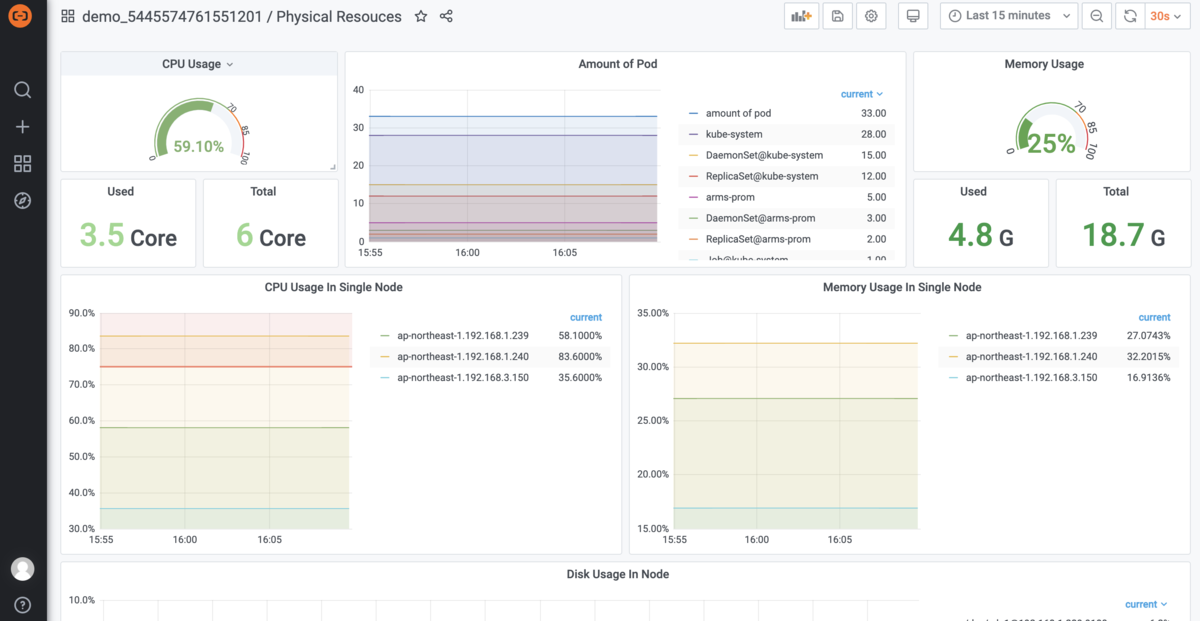 demo_5445574761551201 / Physical Resouces
Last 15 minutes
30s
CPU Usage
0
70
85
100
59.10%
Used
3.5 Core
Total
6 Core
Amount of Pod
40
30
20
10
0
15:55
16:00
16:05
current
amount of pod 33.00
kube-system 28.00
DaemonSet@kube-system 15.00
ReplicaSet@kube-system 12.00
arms-prom 5.00
DaemonSet@arms-prom 3.00
ReplicaSet@arms-prom 2.00
Job@kube-system 1.00
Memory Usage
0
70
85
100
25%
Used
4.8 G
Total
18.7 G
CPU Usage In Single Node
90.0%
80.0%
70.0%
60.0%
50.0%
40.0%
30.0%
15:55
16:00
16:05
current
ap-northeast-1.192.168.1.239 58.1000%
ap-northeast-1.192.168.1.240 83.6000%
ap-northeast-1.192.168.3.150 35.6000%
Memory Usage In Single Node
35.00%
30.00%
25.00%
20.00%
15.00%
15:55
16:00
16:05
current
ap-northeast-1.192.168.1.239 27.0743%
ap-northeast-1.192.168.1.240 32.2015%
ap-northeast-1.192.168.3.150 16.9136%
Disk Usage In Node
10.0%
current